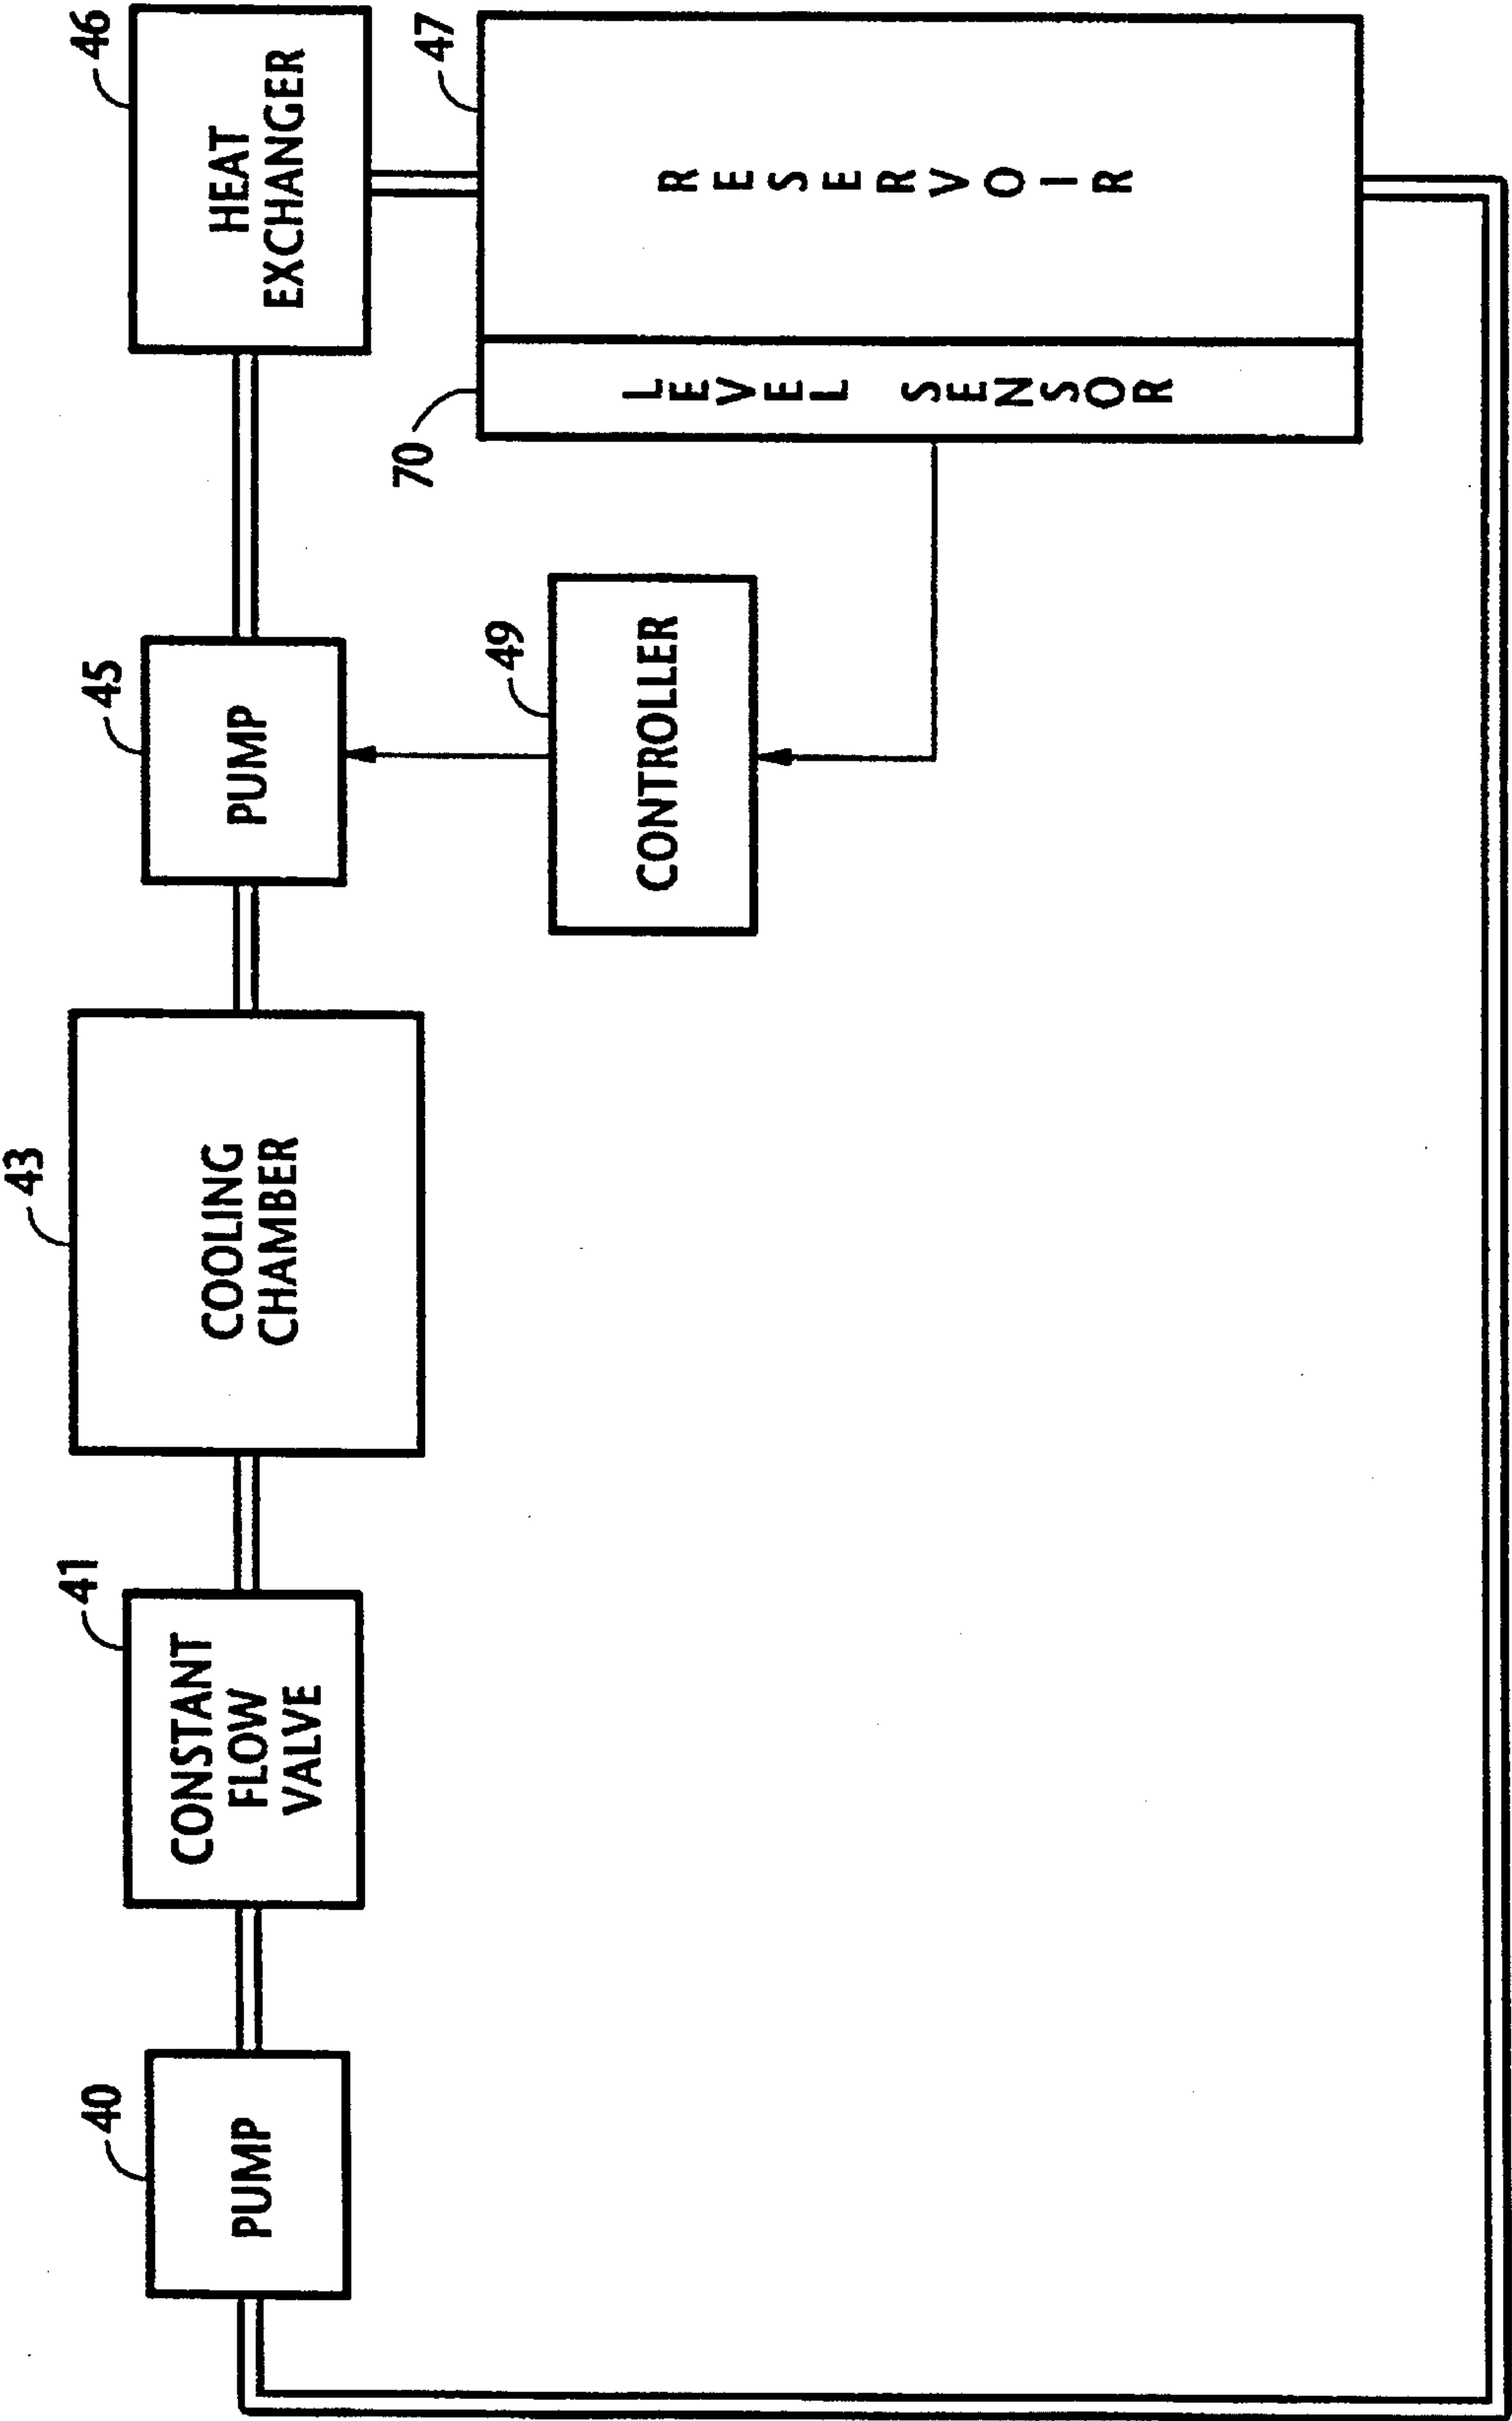 40
PUMP
41
CONSTANT
FLOW
VALVE
43
COOLING
CHAMBER
45
PUMP
46
HEAT
EXCHANGER
49
CONTROLLER
70
LEVEL SENSOR
47
RESERVOIR